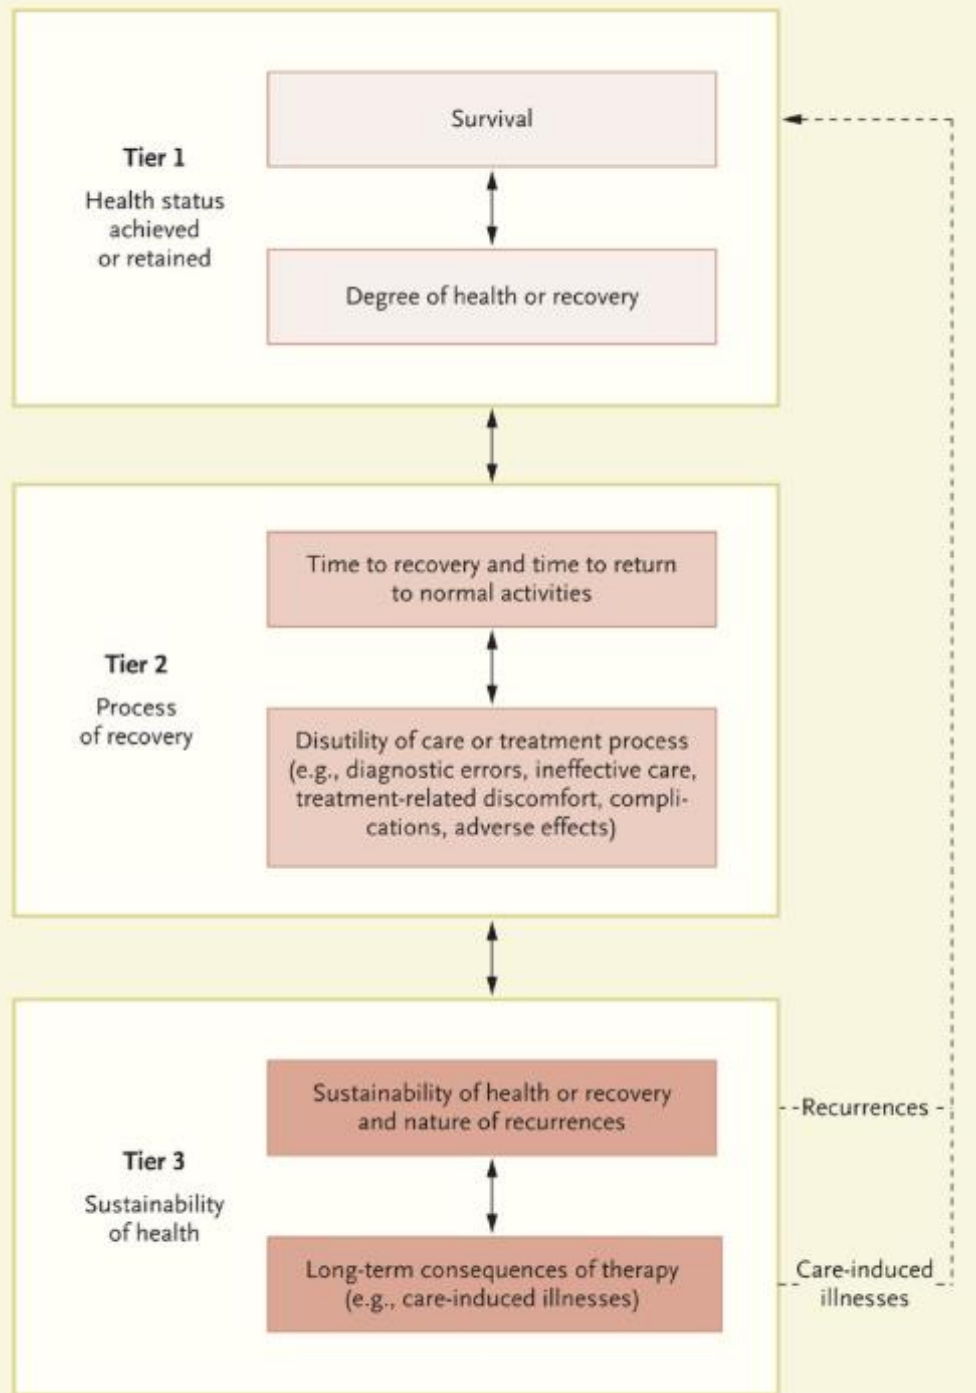 Survival
Tier 1
Health status
achieved
or retained
Degree of health or recovery
Time to recovery and time to return
to normal activities
Tier 2
Process
of recovery
Disutility of care or treatment process
(e.g., diagnostic errors, ineffective care,
treatment-related discomfort, compli-
cations, adverse effects)
Sustainability of health or recovery
and nature of recurrences
Recurrences
Tier 3
Sustainability
of health
Long-term consequences of therapy
(e.g., care-induced illnesses)
Care-induced
illnesses